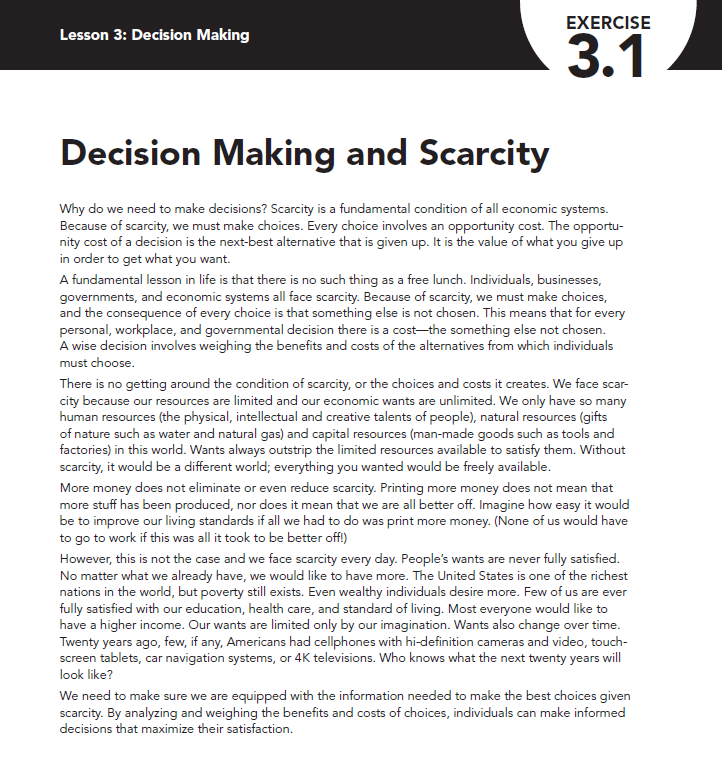 Lesson 3: Decision Making
EXERCISE
3.1
Decision Making and Scarcity
Why do we need to make decisions? Scarcity is a fundamental condition of all economic systems.
Because of scarcity, we must make choices. Every choice involves an opportunity cost. The opportu-
nity cost of a decision is the next-best alternative that is given up. It is the value of what you give up
in order to get what you want.
A fundamental lesson in life is that there is no such thing as a free lunch. Individuals, businesses,
governments, and economic systems all face scarcity. Because of scarcity, we must make choices,
and the consequence of every choice is that something else is not chosen. This means that for every
personal, workplace, and governmental decision there is a cost—the something else not chosen.
A wise decision involves weighing the benefits and costs of the alternatives from which individuals
must choose.
There is no getting around the condition of scarcity, or the choices and costs it creates. We face scar-
city because our resources are limited and our economic wants are unlimited. We only have so many
human resources (the physical, intellectual and creative talents of people), natural resources (gifts
of nature such as water and natural gas) and capital resources (man-made goods such as tools and
factories) in this world. Wants always outstrip the limited resources available to satisfy them. Without
scarcity, it would be a different world; everything you wanted would be freely available.
More money does not eliminate or even reduce scarcity. Printing more money does not mean that
more stuff has been produced, nor does it mean that we are all better off. Imagine how easy it would
be to improve our living standards if all we had to do was print more money. (None of us would have
to go to work if this was all it took to be better off!)
However, this is not the case and we face scarcity every day. People's wants are never fully satisfied.
No matter what we already have, we would like to have more. The United States is one of the richest
nations in the world, but poverty still exists. Even wealthy individuals desire more. Few of us are ever
fully satisfied with our education, health care, and standard of living. Most everyone would like to
have a higher income. Our wants are limited only by our imagination. Wants also change over time.
Twenty years ago, few, if any, Americans had cellphones with hi-definition cameras and video, touch-
screen tablets, car navigation systems, or 4K televisions. Who knows what the next twenty years will
look like?
We need to make sure we are equipped with the information needed to make the best choices given
scarcity. By analyzing and weighing the benefits and costs of choices, individuals can make informed
decisions that maximize their satisfaction.